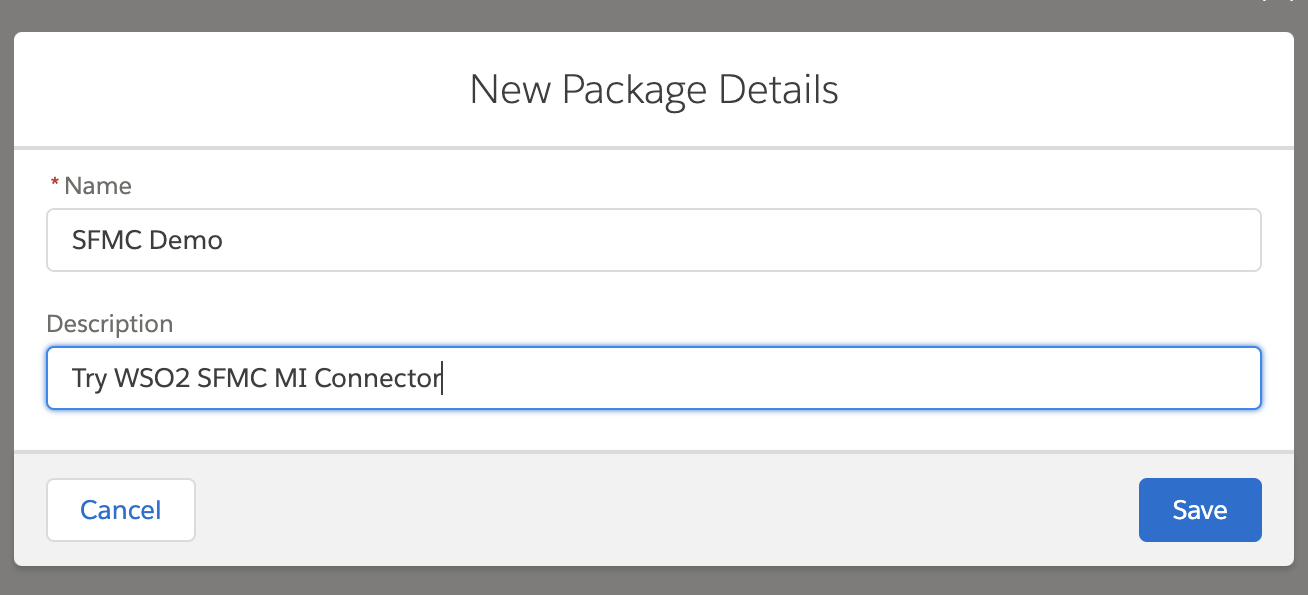 New Package Details
* Name
SFMC Demo
Description
Try WSO2 SFMC MI Connector
Cancel
Save